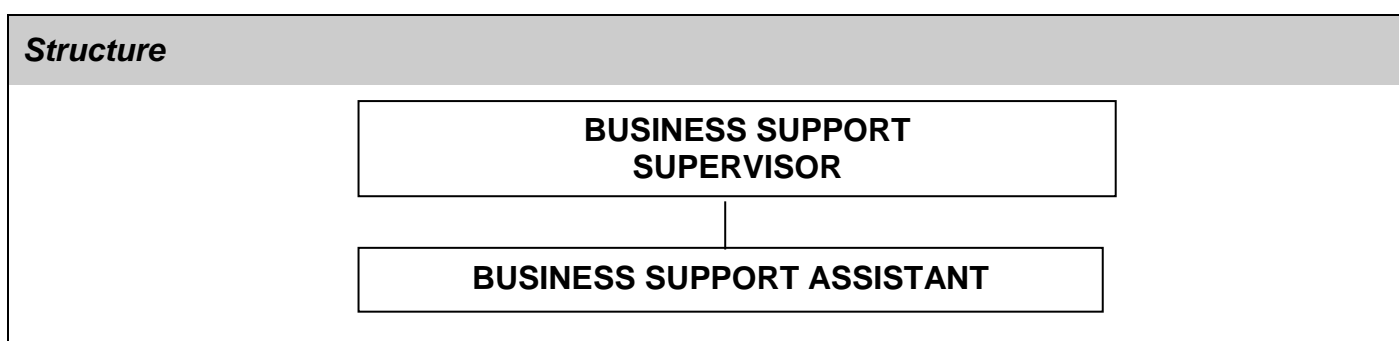 Structure
BUSINESS SUPPORT
SUPERVISOR
BUSINESS SUPPORT ASSISTANT